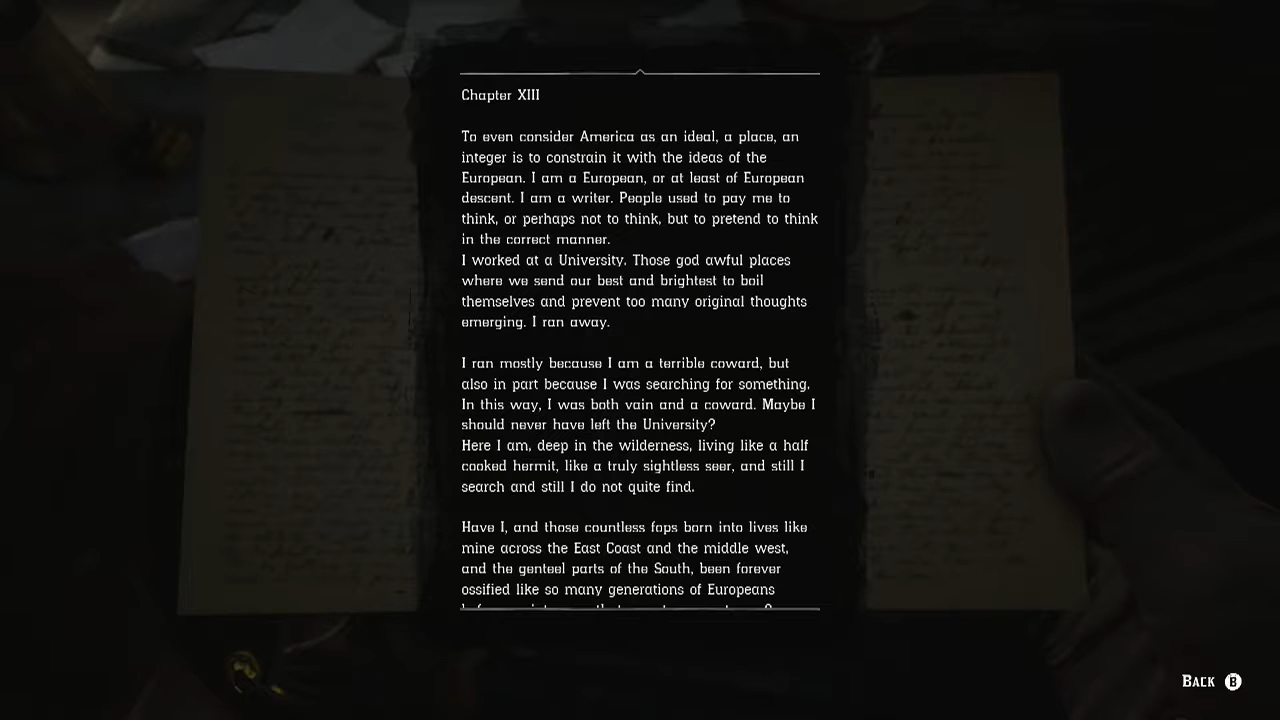 Chapter XIII
To even consider America as an ideal, a place, an
integer is to constrain it with the ideas of the
European. I am a European, or at least of European
descent. I am a writer. People used to pay me to
think, or perhaps not to think, but to pretend to think
in the correct manner.
I worked at a University. Those god awful places
where we send our best and brightest to boil
themselves and prevent too many original thoughts
emerging. I ran away.
I ran mostly because I am a terrible coward, but
also in part because I was searching for something.
In this way, I was both vain and a coward. Maybe I
should never have left the University?
Here I am, deep in the wilderness, living like a half
cooked hermit, like a truly sightless seer, and still I
search and still I do not quite find.
Have I, and those countless fops born into lives like
mine across the East Coast and the middle west,
and the genteel parts of the South, been forever
ossified like so many generations of Europeans
Back B